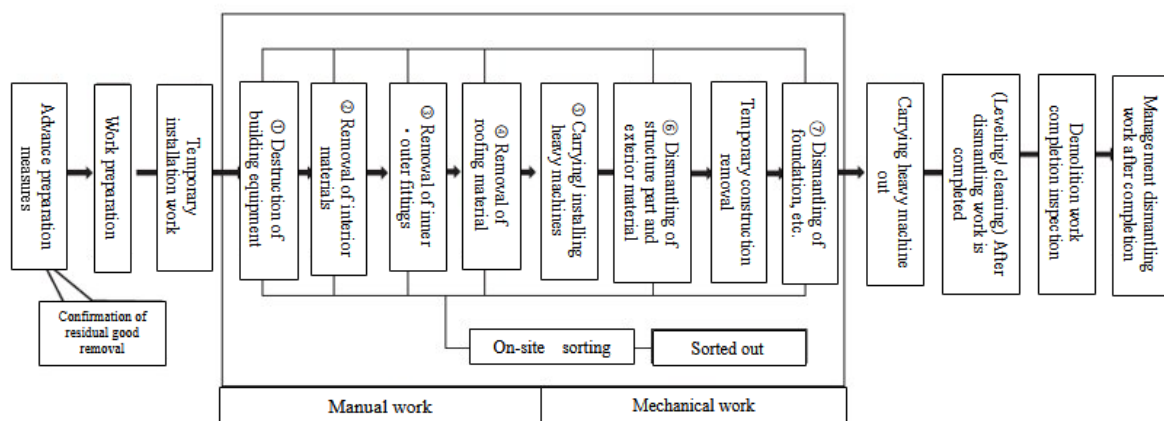 Advance preparation
measures
Work preparation
Temporary
installation work
① Destruction of
building equipment
② Removal of interior
materials
③ Removal of inner
・outer fittings
④ Removal of
roofing material
⑤ Carrying/ installing
heavy machines
⑥ Dismantling of
structure part and
exterior material
Temporary construction
removal
⑦ Dismantling of
foundation, etc.
Carrying heavy machine
out
(Leveling/ cleaning) After
dismantling work is
completed
Demolition work
completion inspection
Management dismantling
work after completion
Confirmation of
residual good
removal
On-site sorting
Sorted out
Manual work
Mechanical work